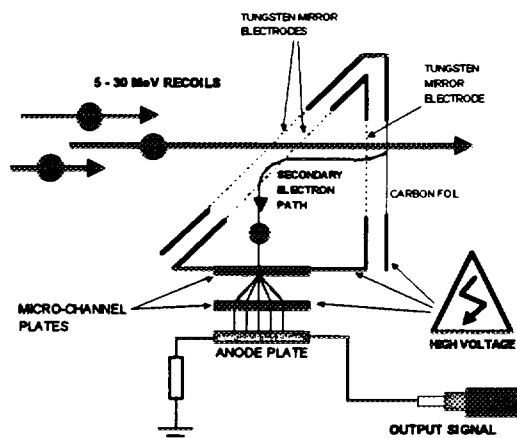 TUNGSTEN MIRROR
ELECTRODES
5 - 30 MeV RECOILS
TUNGSTEN
MIRROR
ELECTRODE
SECONDARY
ELECTRON
PATH
CARBON FOL
MICRO-CHANNEL
PLATES
HIGH VOLTAGE
ANODE PLATE
OUTPUT SIGNAL